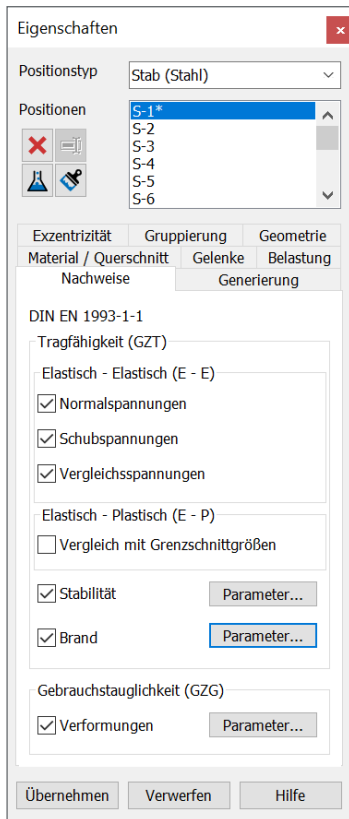 Eigenschaften
Positionstyp
Stab (Stahl)
Positionen
S-1*
S-2
S-3
S-4
S-5
S-6
Exzentrizität Gruppierung Geometrie
Material / Querschnitt Gelenke Belastung
Nachweise Generierung
DIN EN 1993-1-1
Tragfähigkeit (GZT)
Elastisch - Elastisch (E - E)
Normalspannungen
Schubspannungen
Vergleichsspannungen
Elastisch - Plastisch (E - P)
Vergleich mit Grenzschnittgrößen
Stabilität Parameter...
Brand Parameter...
Gebrauchstauglichkeit (GZG)
Verformungen Parameter...
Übernehmen Verwerfen Hilfe